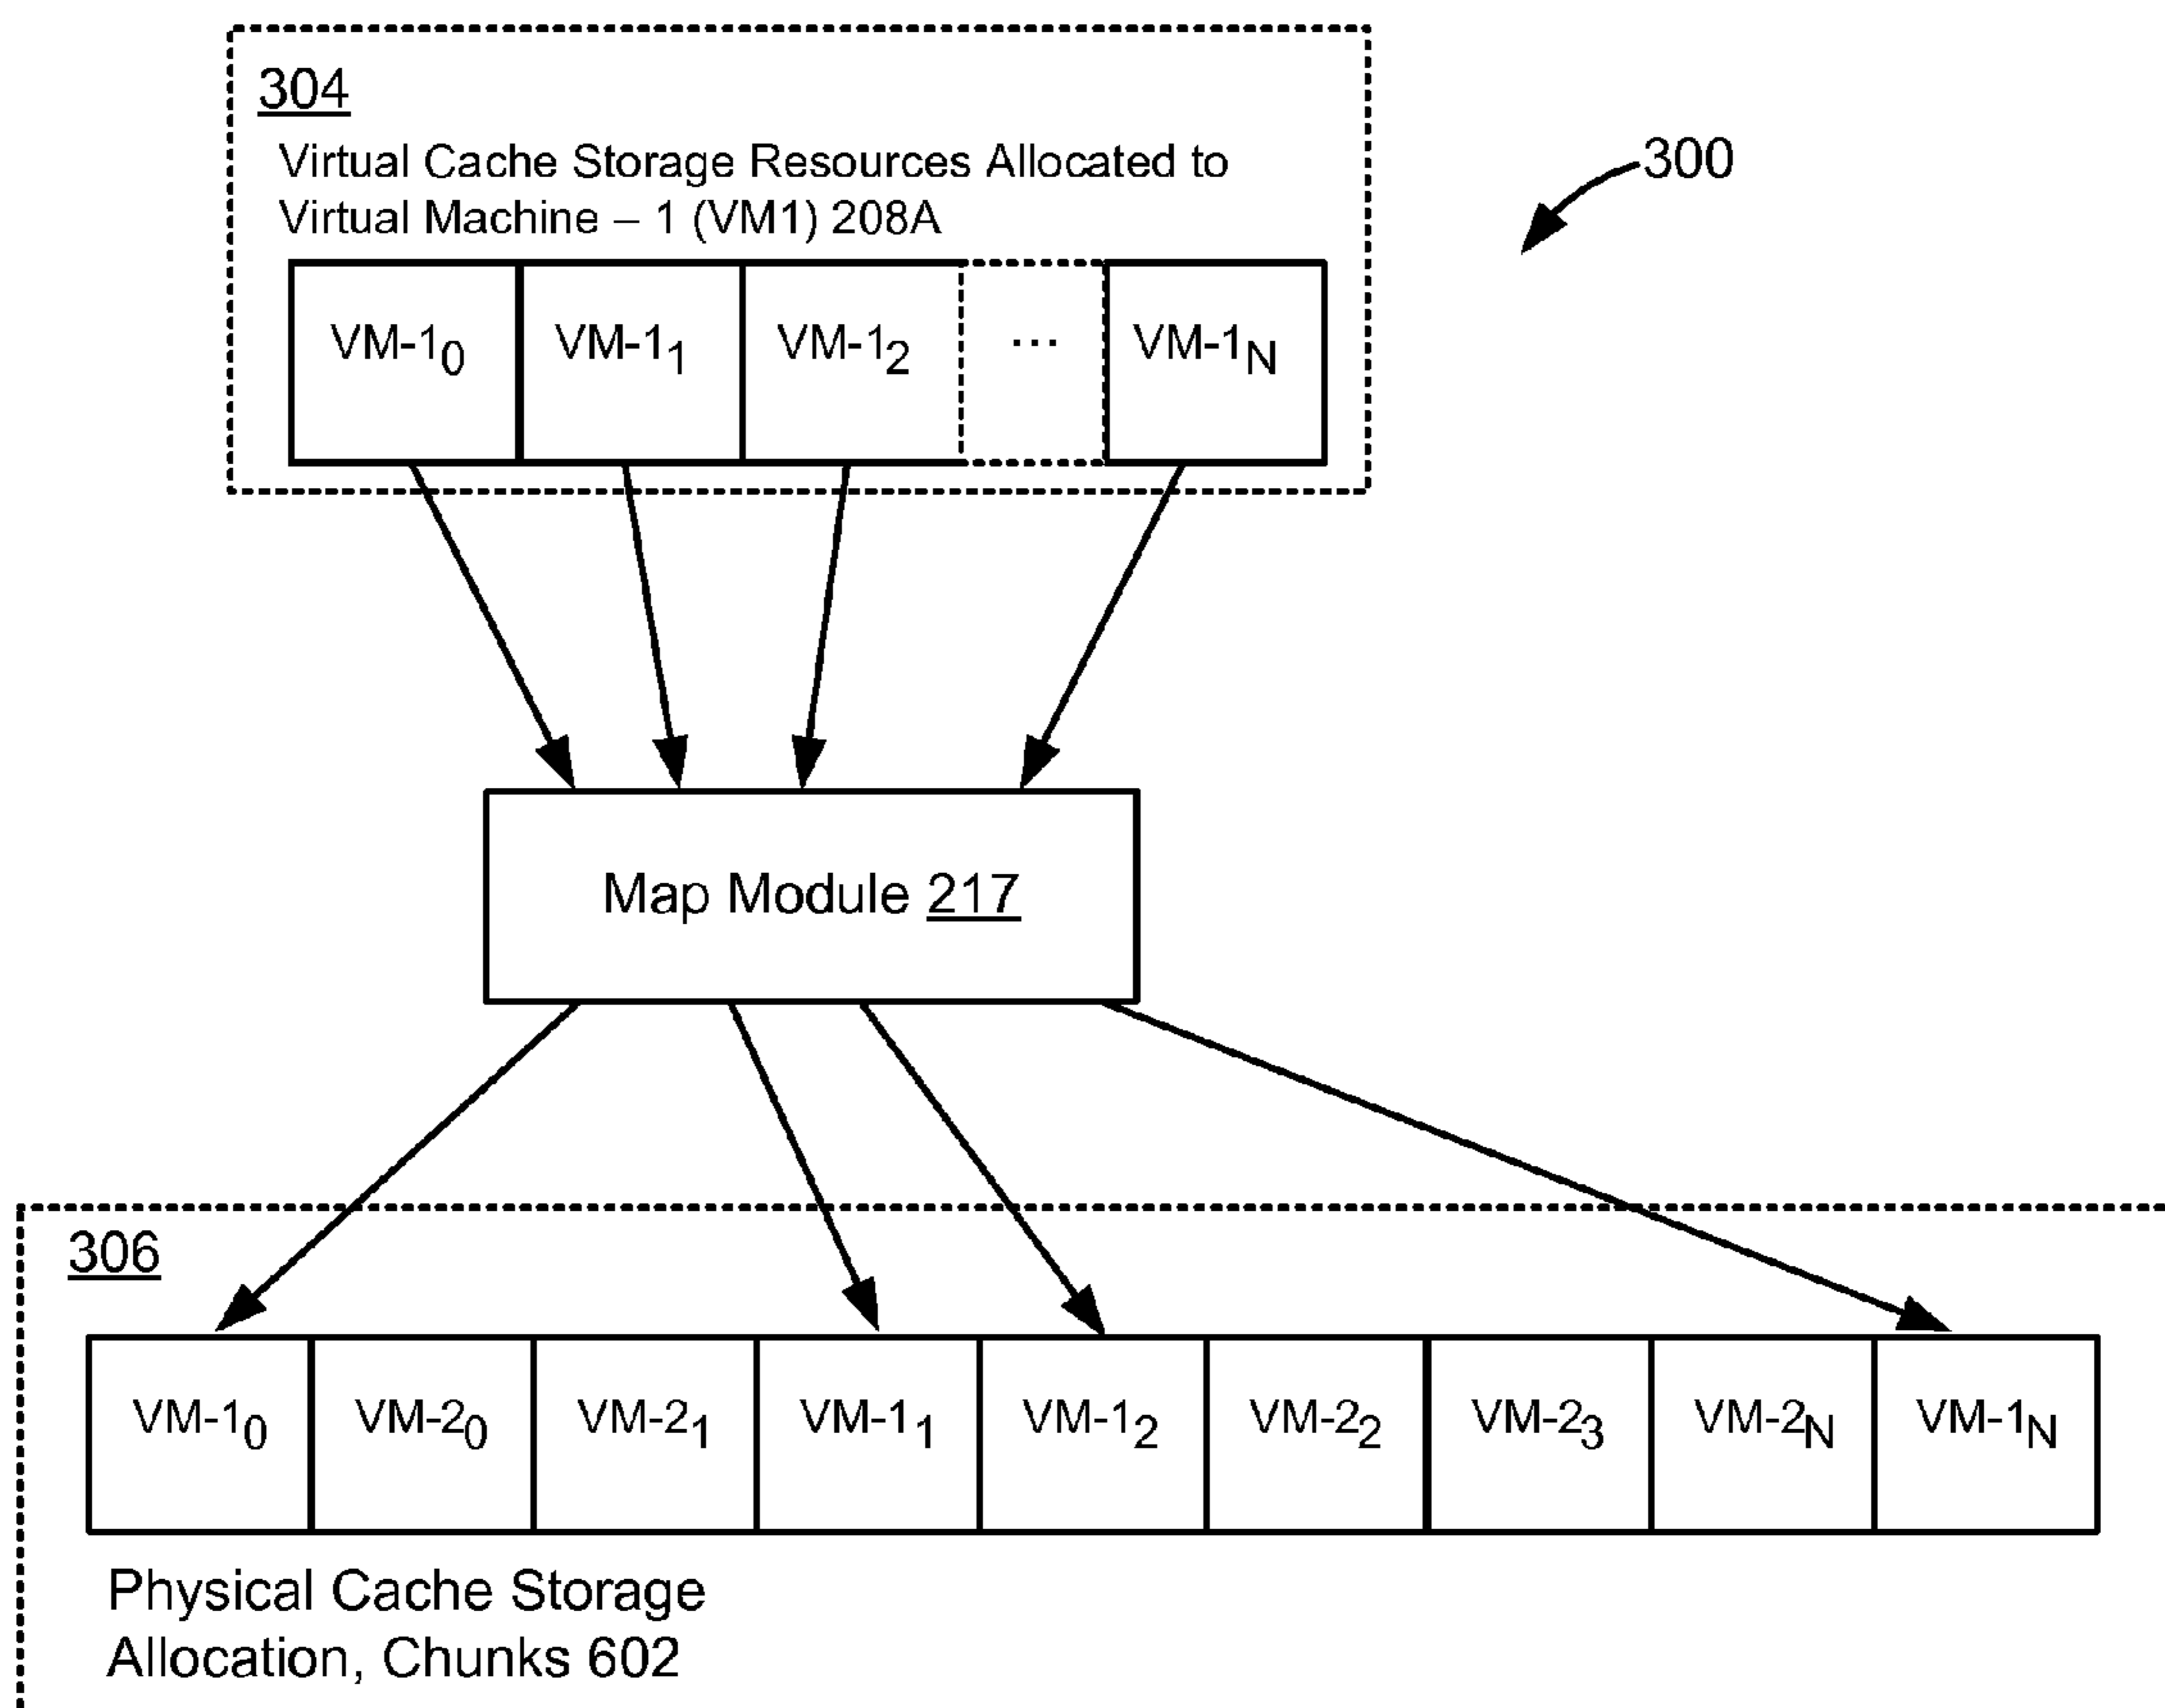 304
Virtual Cache Storage Resources Allocated to
Virtual Machine – 1 (VM1) 208A
300
VM-1₀ VM-1₁ VM-1₂ ... VM-1N
Map Module 217
306
VM-1₀ VM-2₀ VM-2₁ VM-1₁ VM-1₂ VM-2₂ VM-2₃ VM-2N VM-1N
Physical Cache Storage
Allocation, Chunks 602